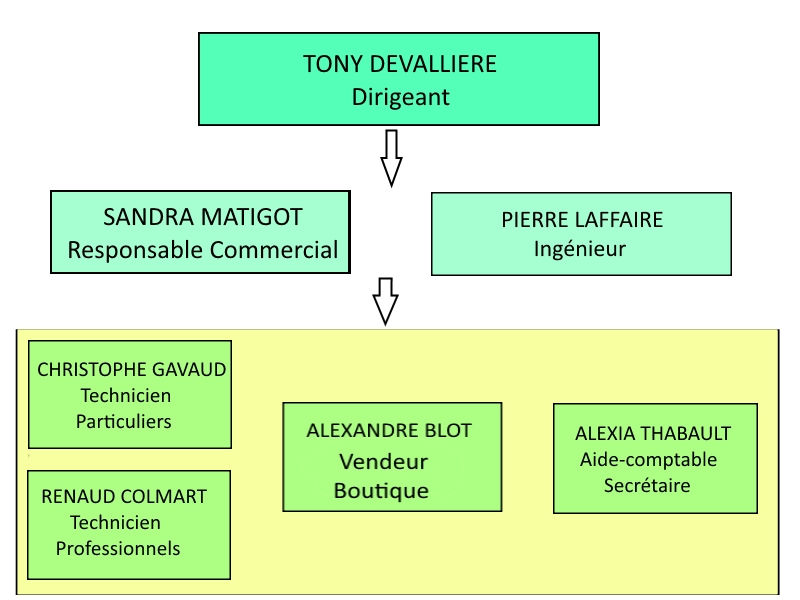 TONY DEVALLIERE
Dirigeant
SANDRA MATIGOT
Responsable Commercial
PIERRE LAFFAIRE
Ingénieur
CHRISTOPHE GAVAUD
Technicien
Particuliers
RENAUD COLMART
Technicien
Professionnels
ALEXANDRE BLOT
Vendeur
Boutique
ALEXIA THABAULT
Aide-comptable
Secrétaire